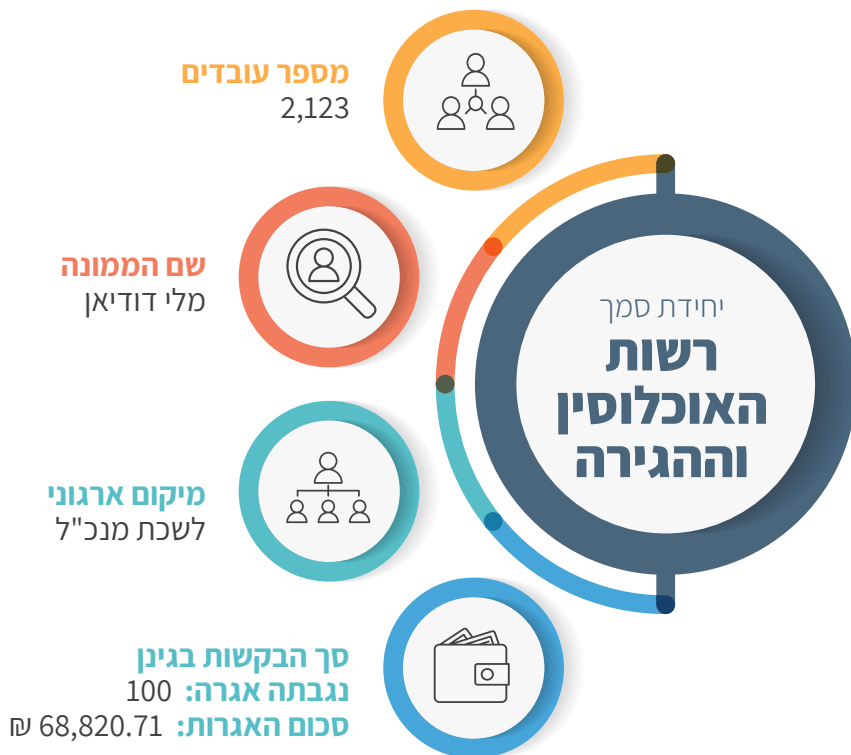 יחידת סמך
רשות
האוכלוסין
וההגירה
מספר עובדים
2,123
שם הממונה
מלי דודיאן
מיקום ארגוני
לשכת מנכ"ל
סך הבקשות בגינן
נגבתה אגרה: 100
סכום האגרות: 68,820.71 ₪